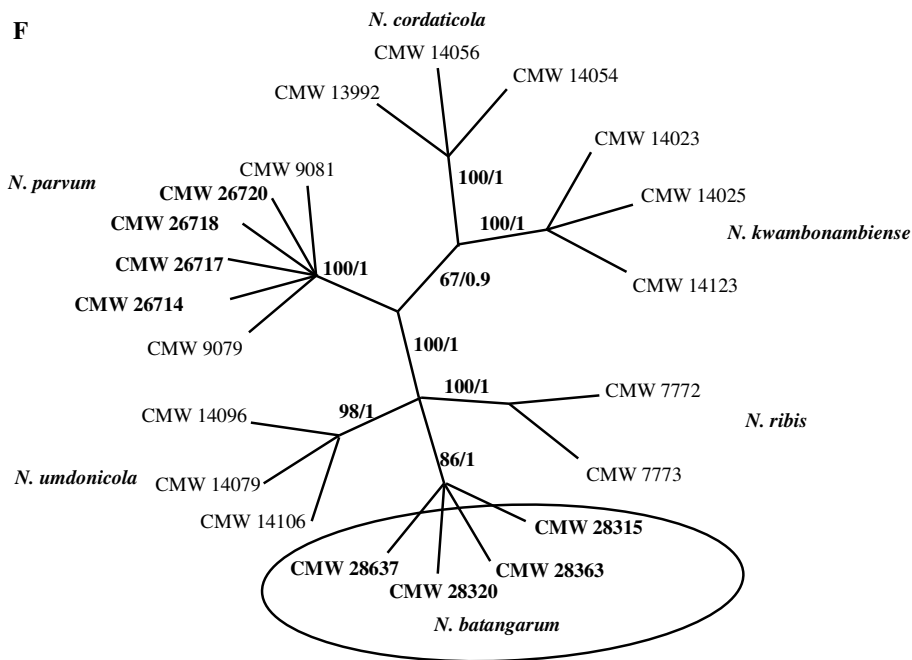 F
N. cordaticola
CMW 14056
CMW 13992
CMW 14054
CMW 14023
CMW 14025
CMW 14123
N. kwambonambiense
100/1
100/1
67/0.9
N. parvum
CMW 9081
CMW 26720
CMW 26718
CMW 26717
CMW 26714
CMW 9079
100/1
100/1
100/1
CMW 7772
CMW 7773
N. ribis
98/1
CMW 14096
CMW 14079
CMW 14106
N. umdonicola
86/1
CMW 28315
CMW 28637
CMW 28363
CMW 28320
N. batangarum